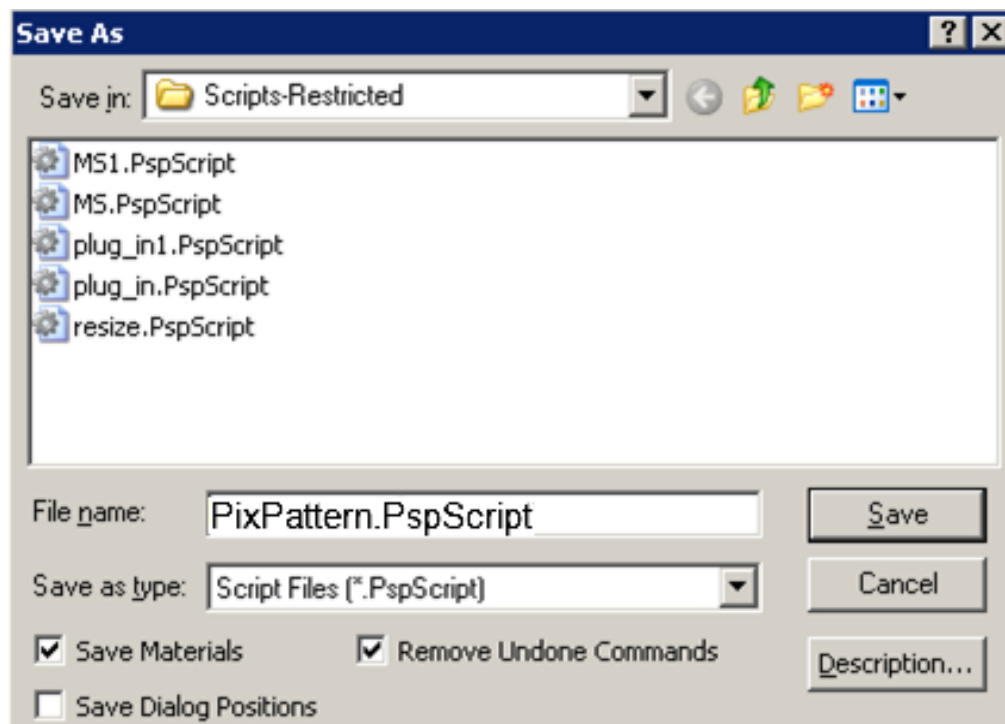 Save As
Save in: Scripts-Restricted
MS1.PspScript
MS.PspScript
plug_in1.PspScript
plug_in.PspScript
resize.PspScript
File name: PixPattern.PspScript Save
Save as type: Script Files (*.PspScript) Cancel
Save Materials Remove Undone Commands Description...
Save Dialog Positions